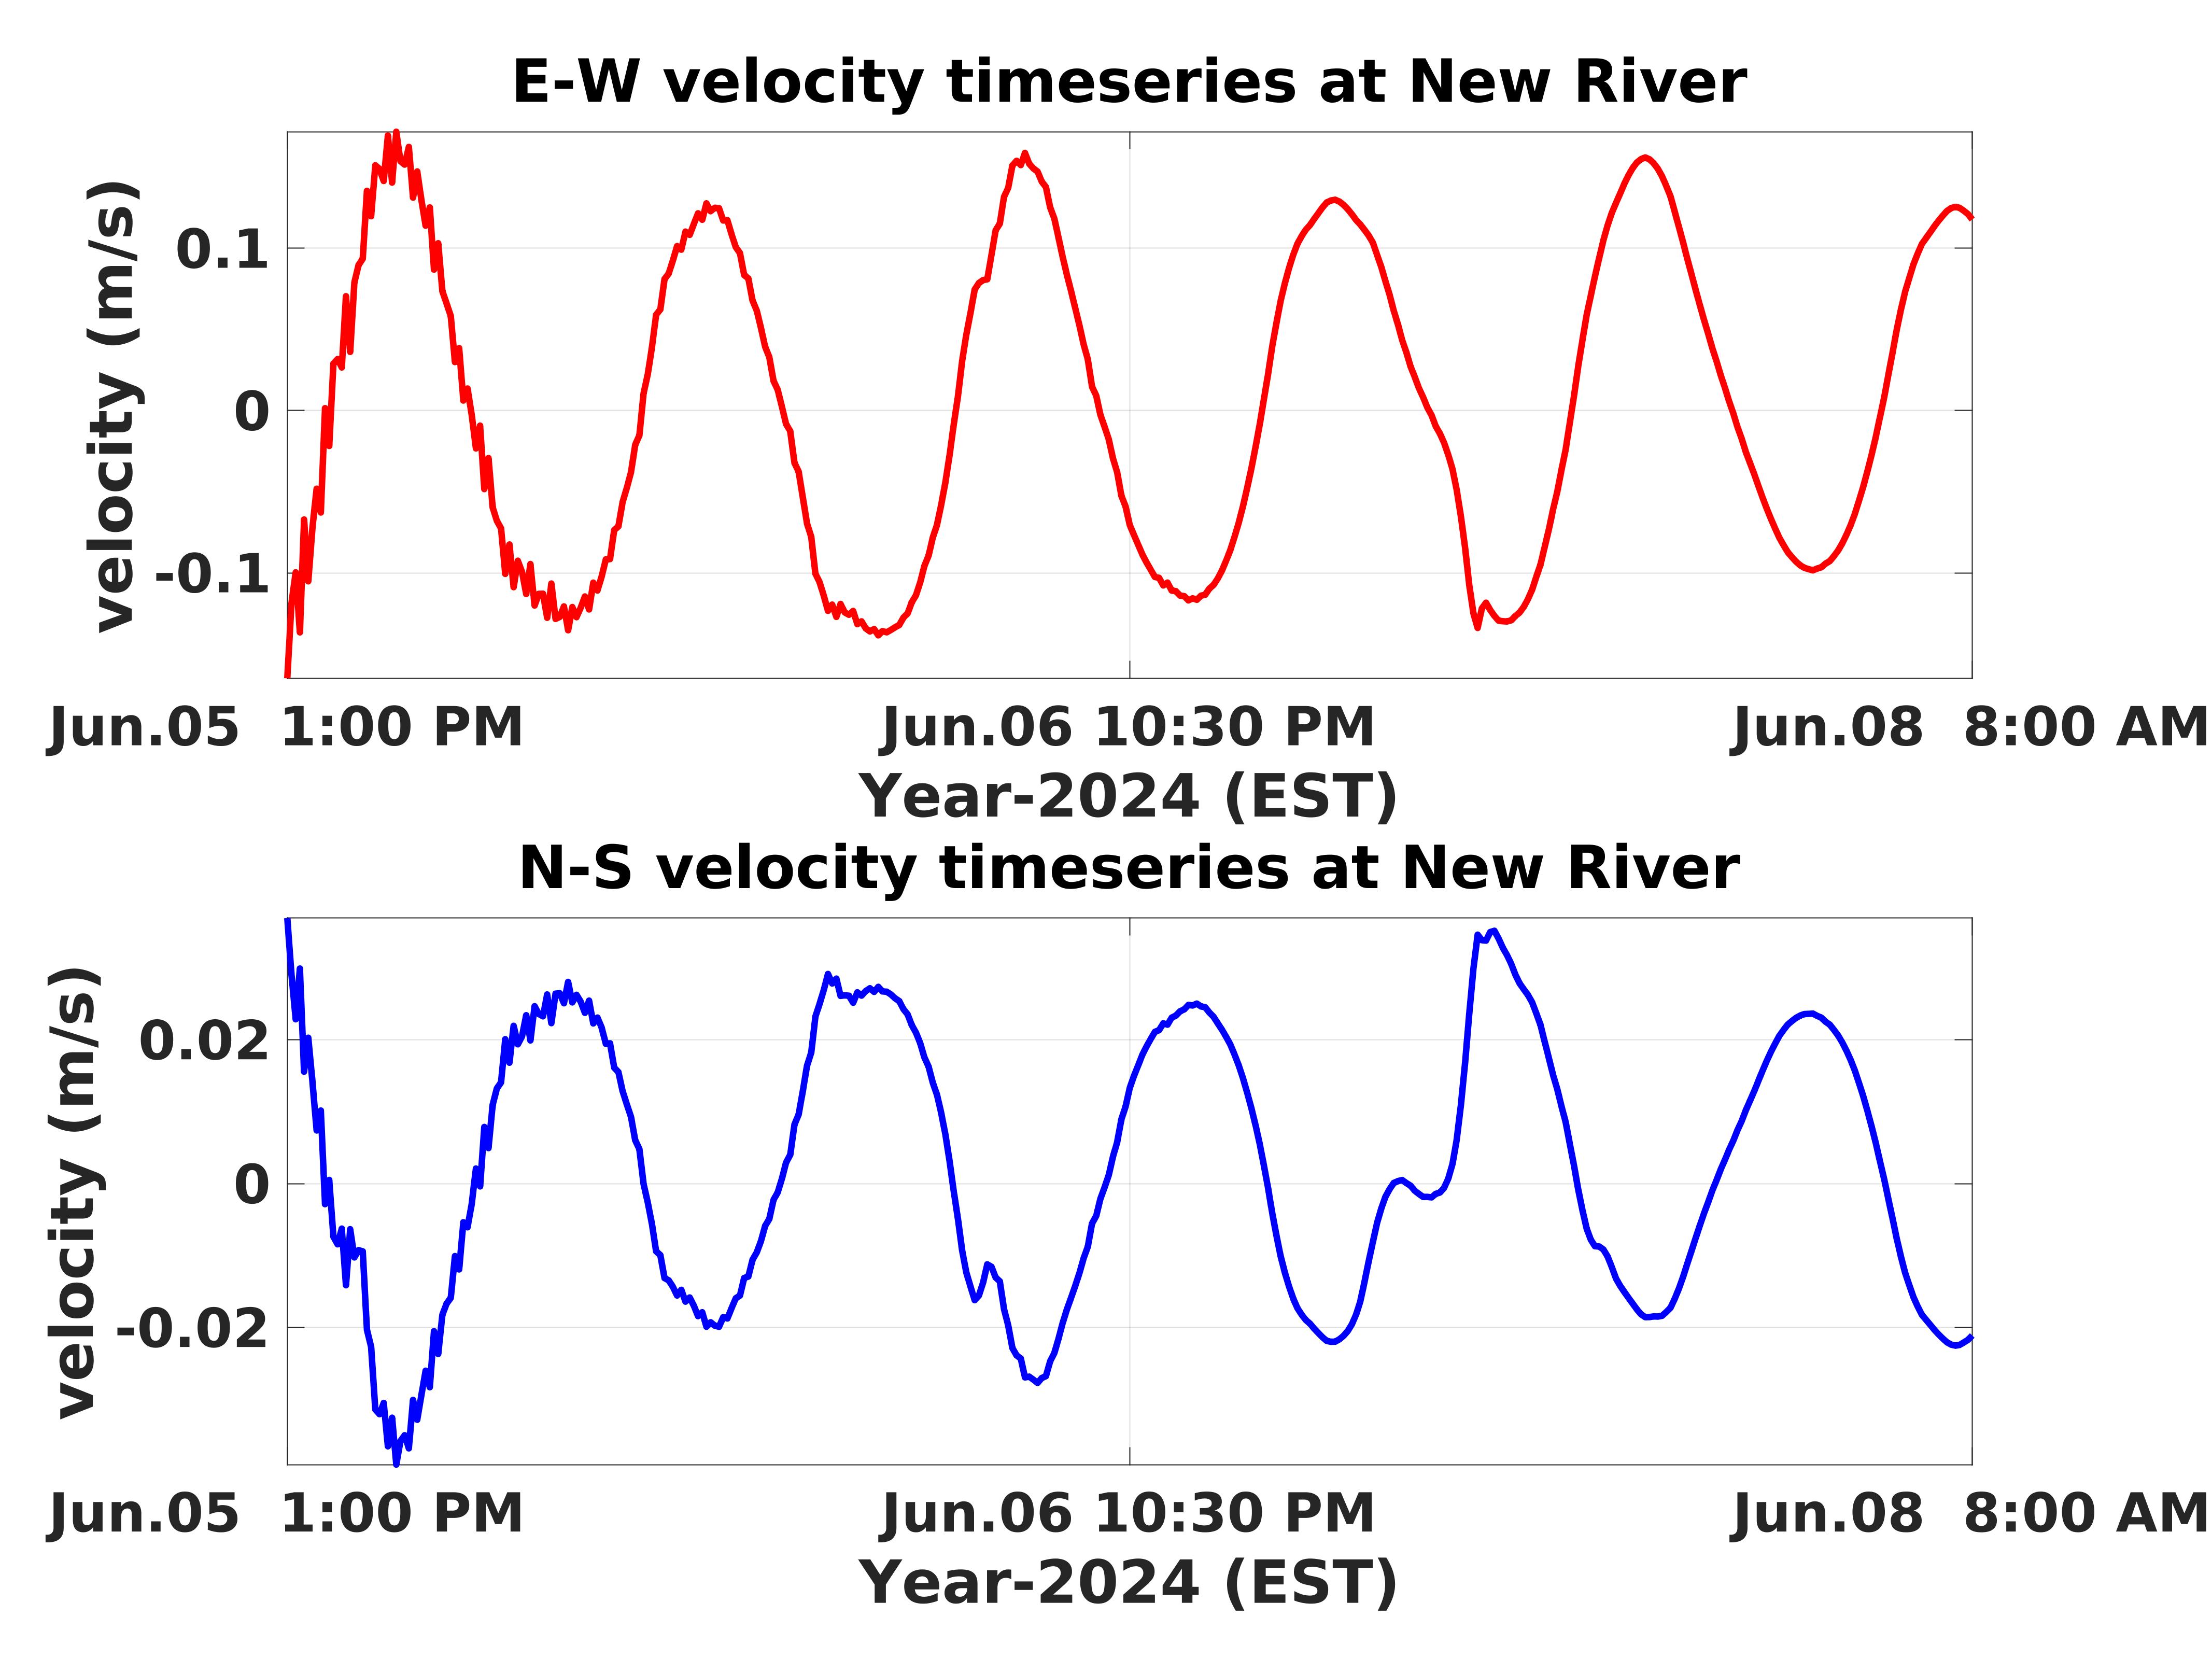 E-W velocity timeseries at New River
velocity (m/s)
0.1
0
-0.1
Jun.05 1:00 PM
Jun.06 10:30 PM
Jun.08 8:00 AM
Year-2024 (EST)
N-S velocity timeseries at New River
velocity (m/s)
0.02
0
-0.02
Jun.05 1:00 PM
Jun.06 10:30 PM
Jun.08 8:00 AM
Year-2024 (EST)